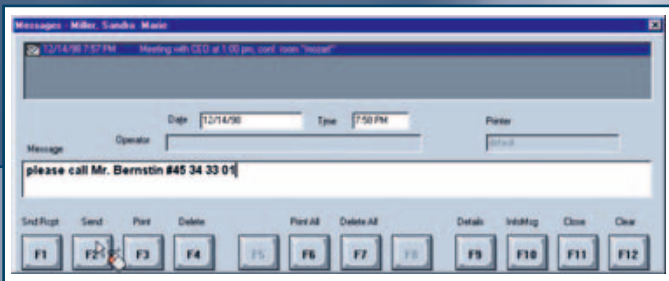 Messages - Miller, Sandra Marie
12/14/98 7:57 PM Meeting with CEO at 1:00 pm, conf. room "mozart"
Date 12/14/98 Time 7:58 PM Printer
Operator default
Message
please call Mr. Bernstin #45 34 33 01
Snd Rcpt Send Print Delete Print All Delete All Details InfoMsg Close Clear
F1 F2 F3 F4 F5 F6 F7 F8 F9 F10 F11 F12